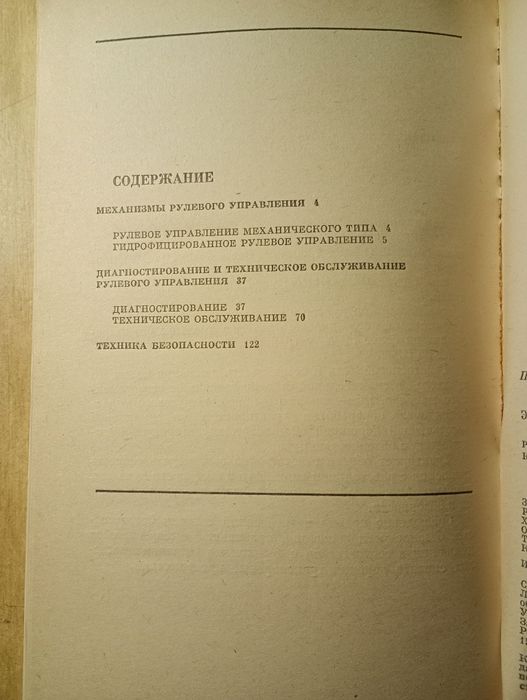 СОДЕРЖАНИЕ
МЕХАНИЗМЫ РУЛЕВОГО УПРАВЛЕНИЯ 4
РУЛЕВОЕ УПРАВЛЕНИЕ МЕХАНИЧЕСКОГО ТИПА 4
ГИДРОФИЦИРОВАННОЕ РУЛЕВОЕ УПРАВЛЕНИЕ 5
ДИАГНОСТИРОВАНИЕ И ТЕХНИЧЕСКОЕ ОБСЛУЖИВАНИЕ
РУЛЕВОГО УПРАВЛЕНИЯ 37
ДИАГНОСТИРОВАНИЕ 37
ТЕХНИЧЕСКОЕ ОБСЛУЖИВАНИЕ 70
ТЕХНИКА БЕЗОПАСНОСТИ 122